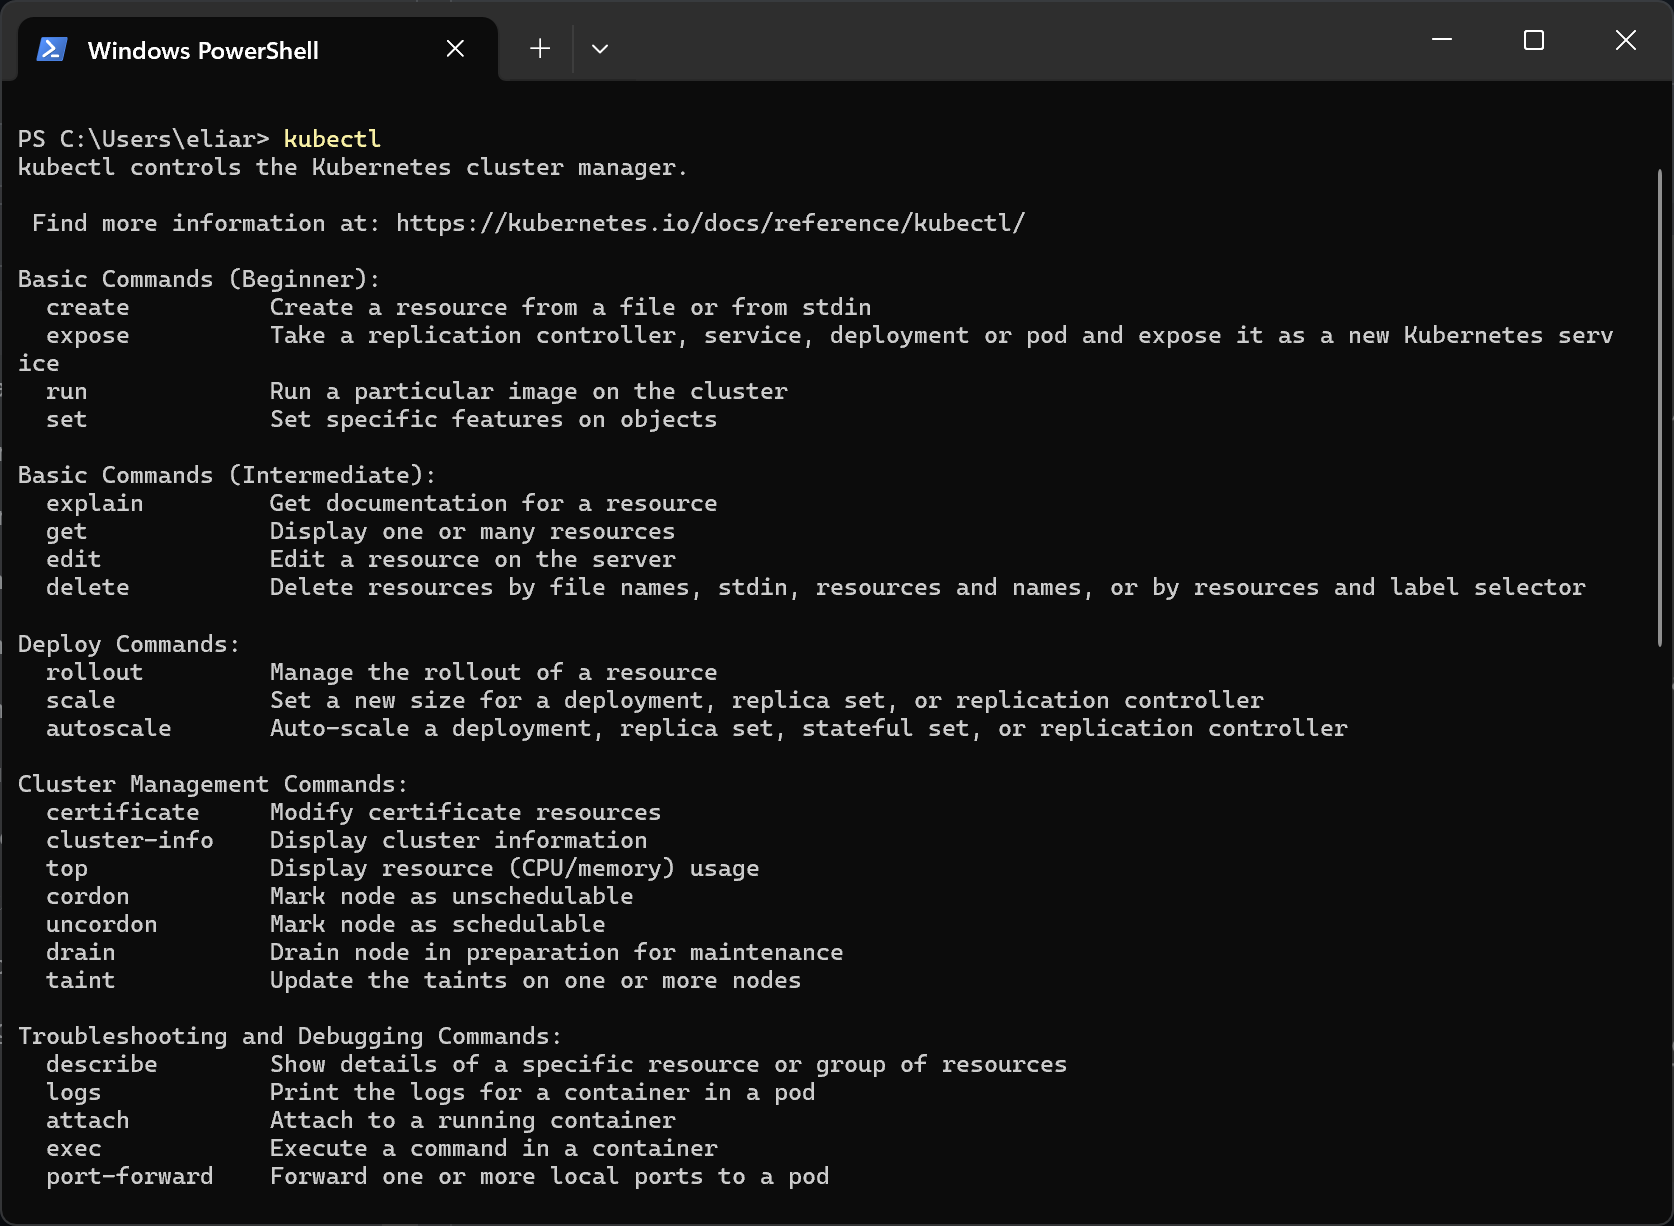 Windows PowerShell
PS C:\Users\eliar> kubectl
kubectl controls the Kubernetes cluster manager.
 Find more information at: https://kubernetes.io/docs/reference/kubectl/
Basic Commands (Beginner):
  create          Create a resource from a file or from stdin
  expose          Take a replication controller, service, deployment or pod and expose it as a new Kubernetes serv
ice
  run             Run a particular image on the cluster
  set             Set specific features on objects
Basic Commands (Intermediate):
  explain         Get documentation for a resource
  get             Display one or many resources
  edit            Edit a resource on the server
  delete          Delete resources by file names, stdin, resources and names, or by resources and label selector
Deploy Commands:
  rollout         Manage the rollout of a resource
  scale           Set a new size for a deployment, replica set, or replication controller
  autoscale       Auto-scale a deployment, replica set, stateful set, or replication controller
Cluster Management Commands:
  certificate     Modify certificate resources
  cluster-info    Display cluster information
  top             Display resource (CPU/memory) usage
  cordon          Mark node as unschedulable
  uncordon        Mark node as schedulable
  drain           Drain node in preparation for maintenance
  taint           Update the taints on one or more nodes
Troubleshooting and Debugging Commands:
  describe        Show details of a specific resource or group of resources
  logs            Print the logs for a container in a pod
  attach          Attach to a running container
  exec            Execute a command in a container
  port-forward    Forward one or more local ports to a pod